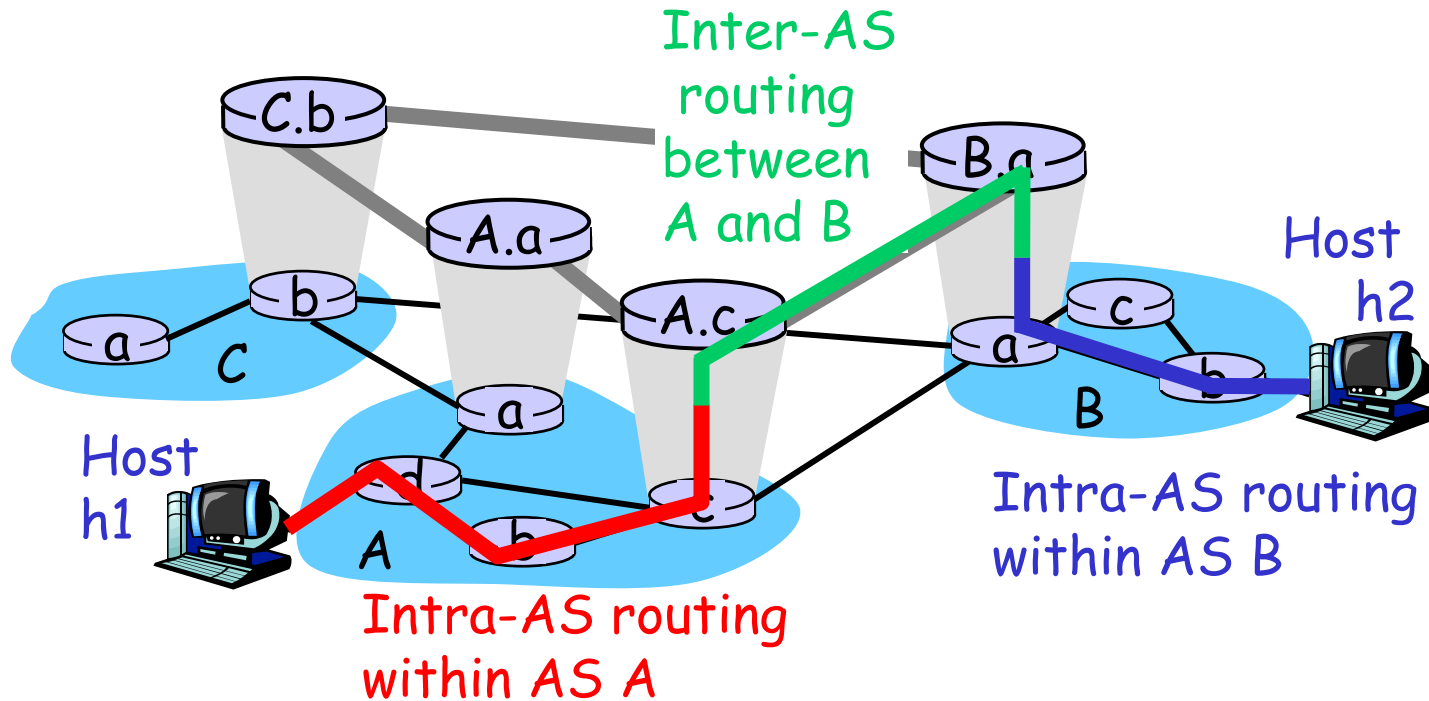 Inter-AS
routing
between
A and B
C.b
B.a
A.a
A.c
Host
h2
b
a
C
c
a
b
B
a
Host
h1
d
b
c
A
Intra-AS routing
within AS B
Intra-AS routing
within AS A